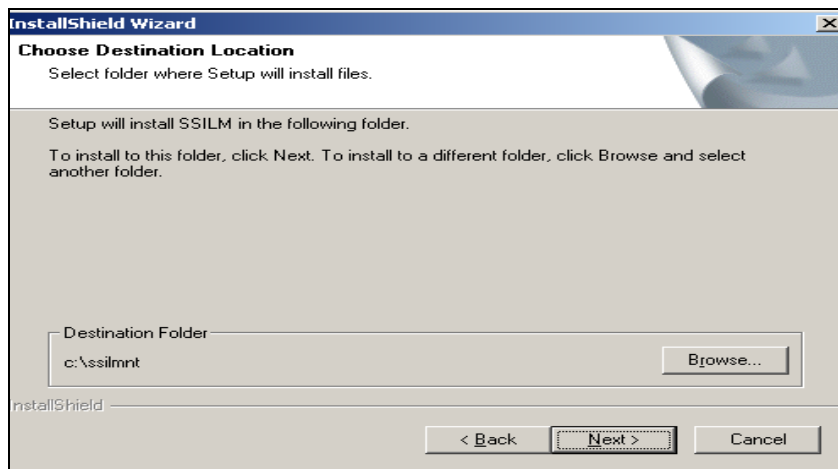 InstallShield Wizard
Choose Destination Location
Select folder where Setup will install files.
Setup will install SSILM in the following folder.
To install to this folder, click Next. To install to a different folder, click Browse and select
another folder.
Destination Folder
c:\ssilmnt
Browse...
InstallShield
< Back
Next >
Cancel